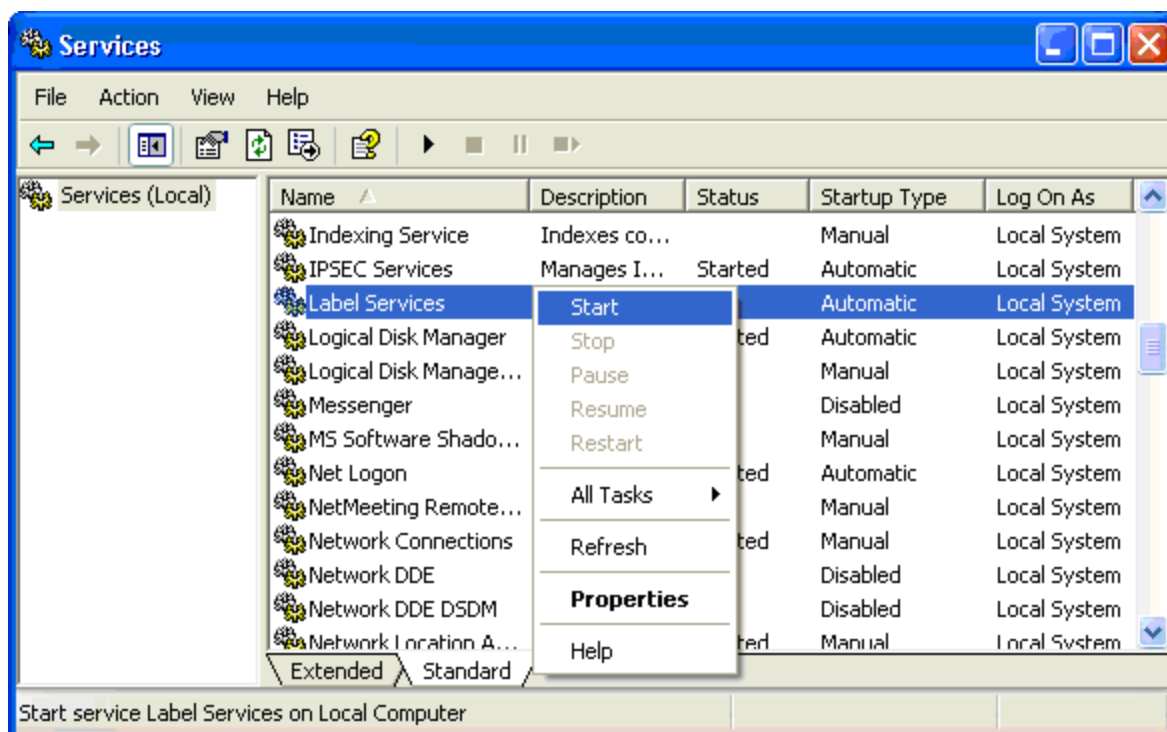 Services
File Action View Help
Services (Local)
Name Description Status Startup Type Log On As
Indexing Service Indexes co... Manual Local System
IPSEC Services Manages I... Started Automatic Local System
Label Services Automatic Local System
Logical Disk Manager ted Automatic Local System
Logical Disk Manage... Manual Local System
Messenger Disabled Local System
MS Software Shado... Manual Local System
Net Logon ted Automatic Local System
NetMeeting Remote... Manual Local System
Network Connections ted Manual Local System
Network DDE Disabled Local System
Network DDE DSDM Disabled Local System
Network Location A... ted Manual Local System
Start
Stop
Pause
Resume
Restart
All Tasks
Refresh
Properties
Help
Extended Standard
Start service Label Services on Local Computer